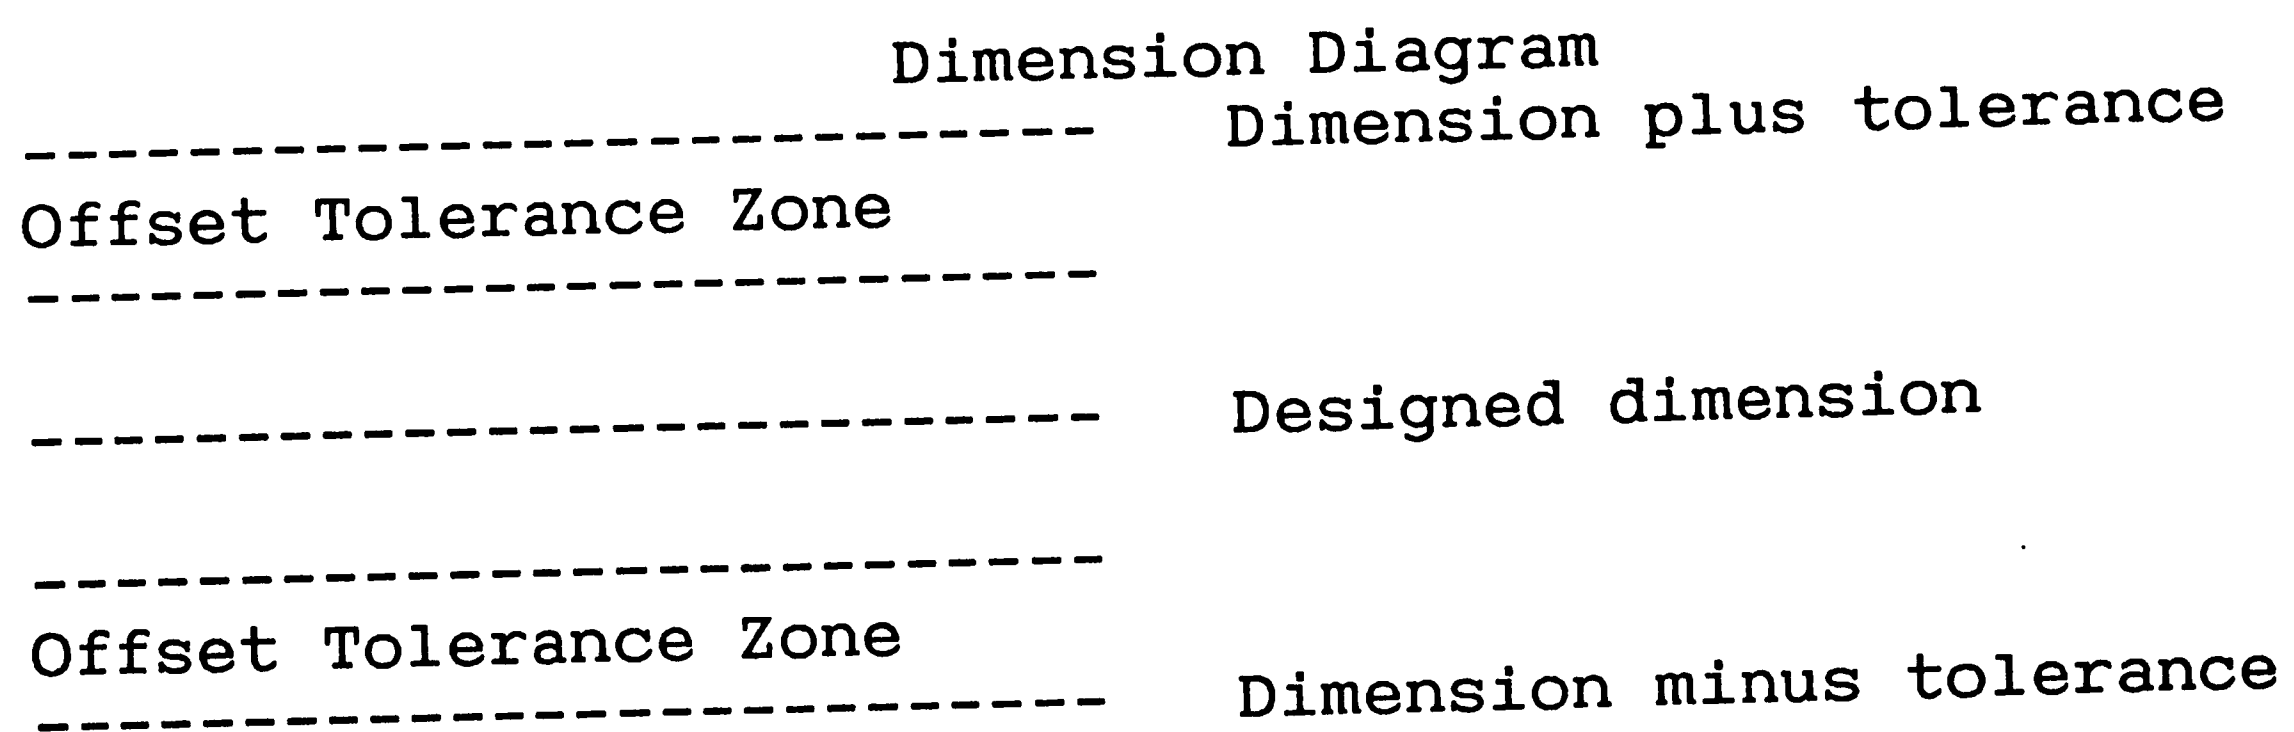 Dimension Diagram
-------------------------- Dimension plus tolerance
Offset Tolerance Zone
--------------------------
-------------------------- Designed dimension
--------------------------
Offset Tolerance Zone
-------------------------- Dimension minus tolerance